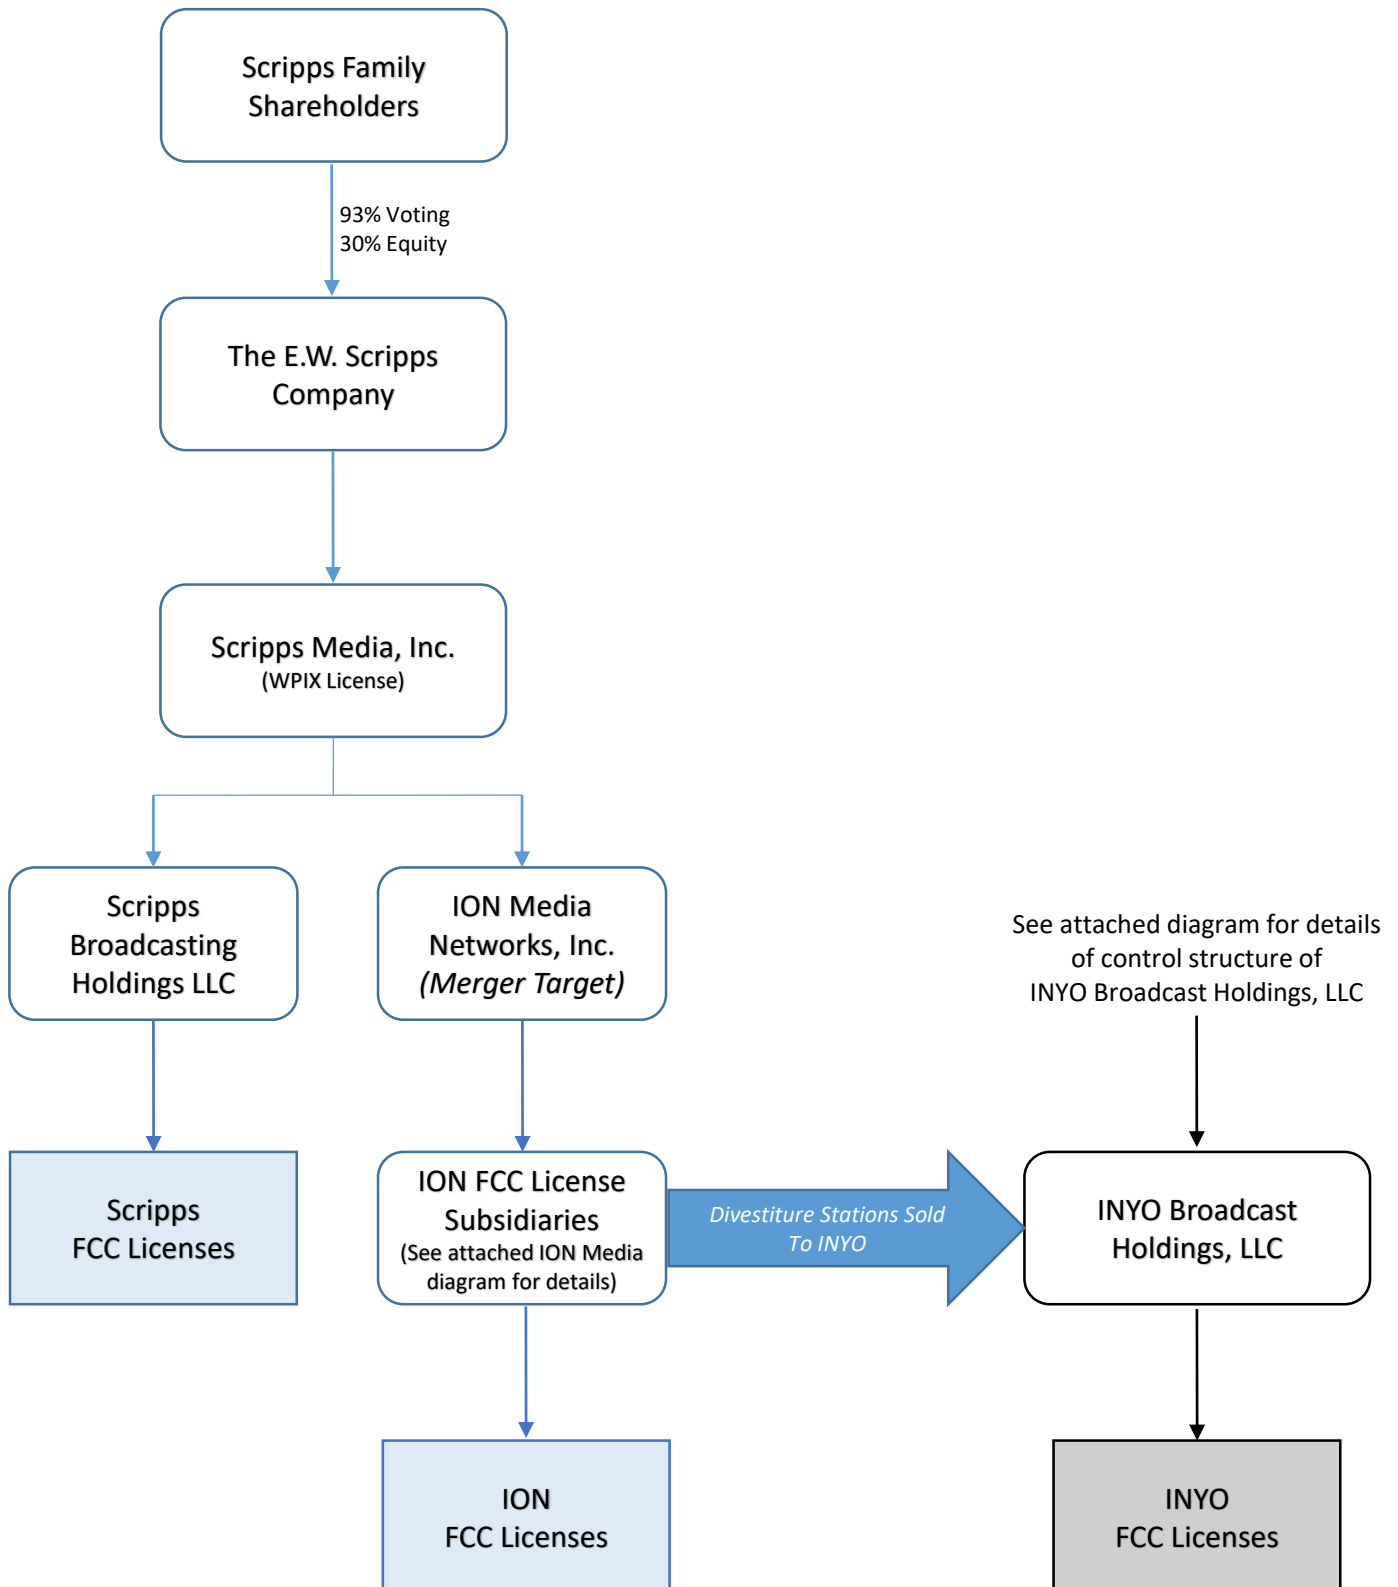 Scripps Family
Shareholders
93% Voting
30% Equity
The E.W. Scripps
Company
Scripps Media, Inc.
(WPIX License)
Scripps
Broadcasting
Holdings LLC
ION Media
Networks, Inc.
(Merger Target)
See attached diagram for details
of control structure of
INYO Broadcast Holdings, LLC
Scripps
FCC Licenses
ION FCC License
Subsidiaries
(See attached ION Media
diagram for details)
Divestiture Stations Sold
To INYO
INYO Broadcast
Holdings, LLC
ION
FCC Licenses
INYO
FCC Licenses